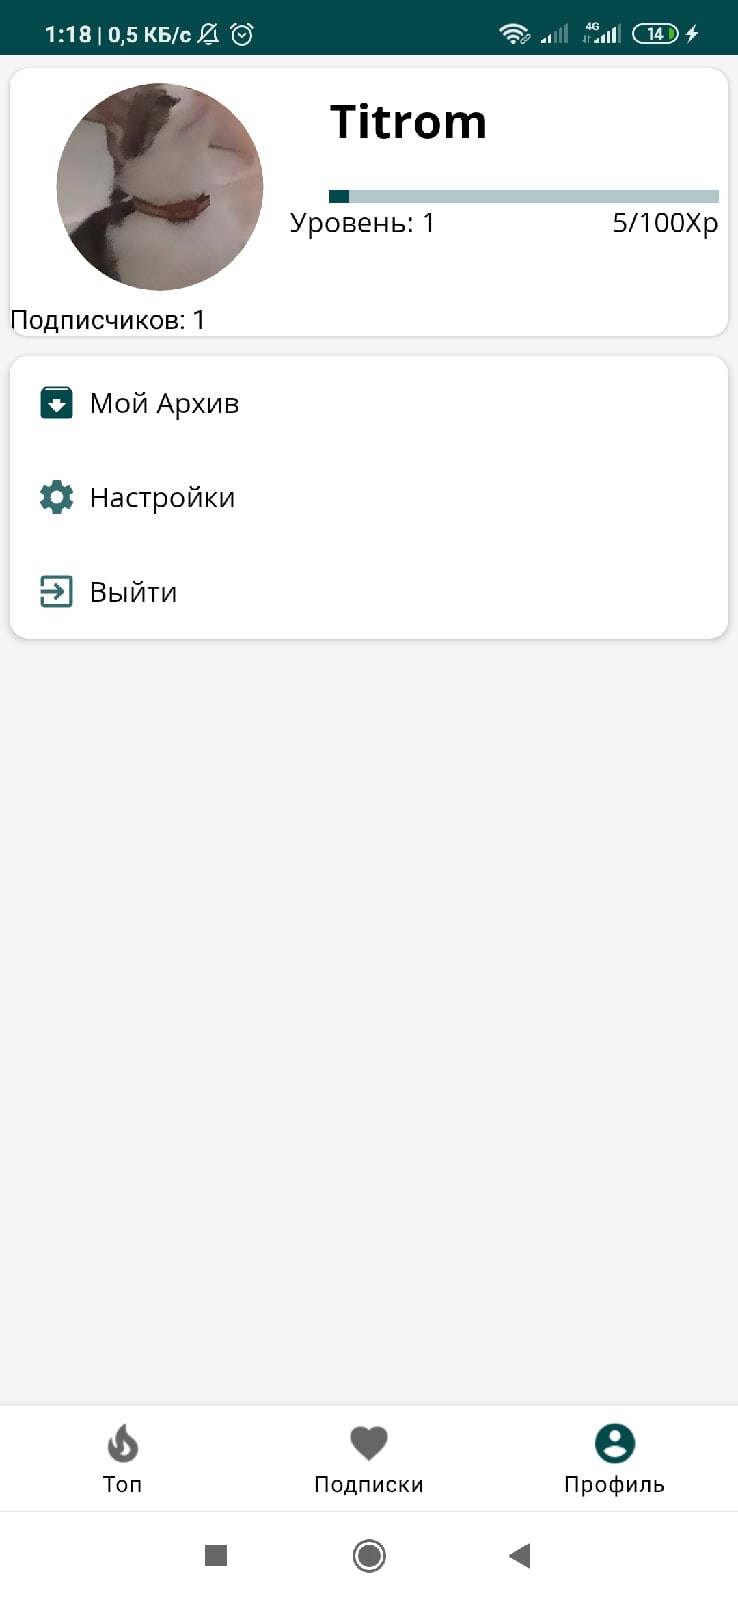 1:18 | 0,5 КБ/с 4G 14
Titrom
Уровень: 1 5/100Xp
Подписчиков: 1
Мой Архив
Настройки
Выйти
Топ Подписки Профиль